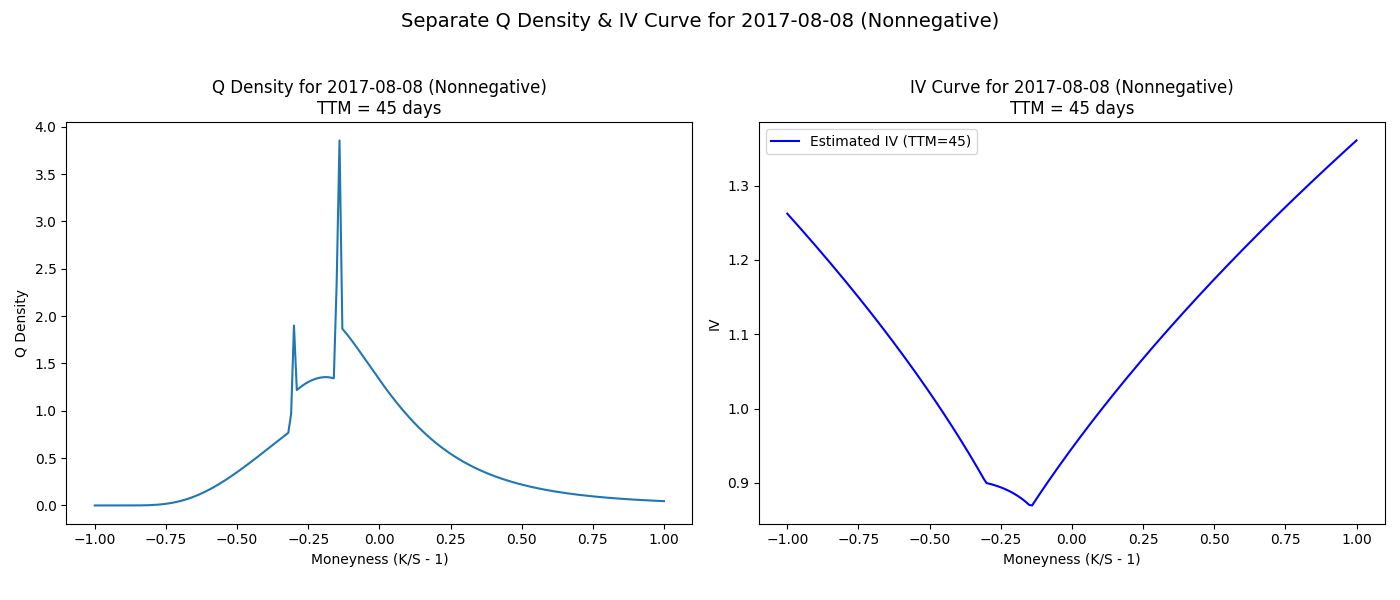 Separate Q Density & IV Curve for 2017-08-08 (Nonnegative)
Q Density for 2017-08-08 (Nonnegative)
TTM = 45 days
4.0
3.5
3.0
2.5
2.0
1.5
1.0
0.5
0.0
Q Density
−1.00 −0.75 −0.50 −0.25 0.00 0.25 0.50 0.75 1.00
Moneyness (K/S - 1)
IV Curve for 2017-08-08 (Nonnegative)
TTM = 45 days
Estimated IV (TTM=45)
1.3
1.2
1.1
1.0
0.9
IV
−1.00 −0.75 −0.50 −0.25 0.00 0.25 0.50 0.75 1.00
Moneyness (K/S - 1)